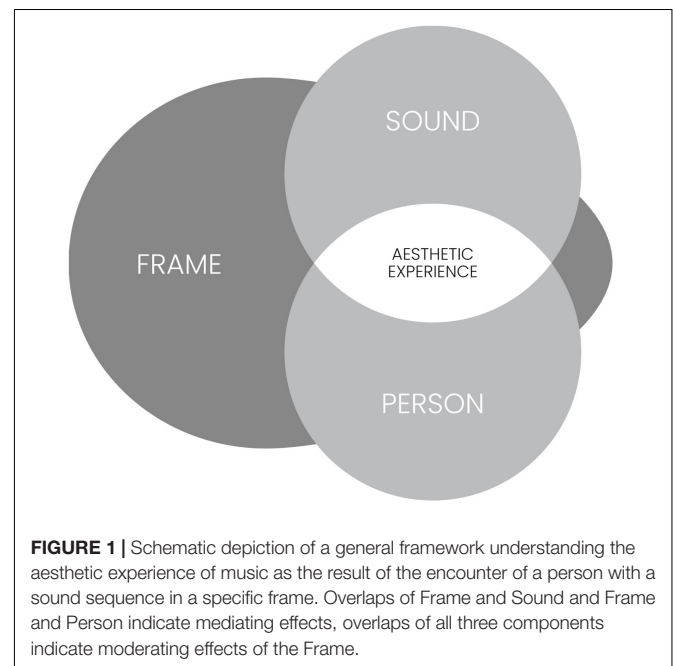 SOUND
FRAME
AESTHETIC
EXPERIENCE
PERSON
FIGURE 1 | Schematic depiction of a general framework understanding the
aesthetic experience of music as the result of the encounter of a person with a
sound sequence in a specific frame. Overlaps of Frame and Sound and Frame
and Person indicate mediating effects, overlaps of all three components
indicate moderating effects of the Frame.